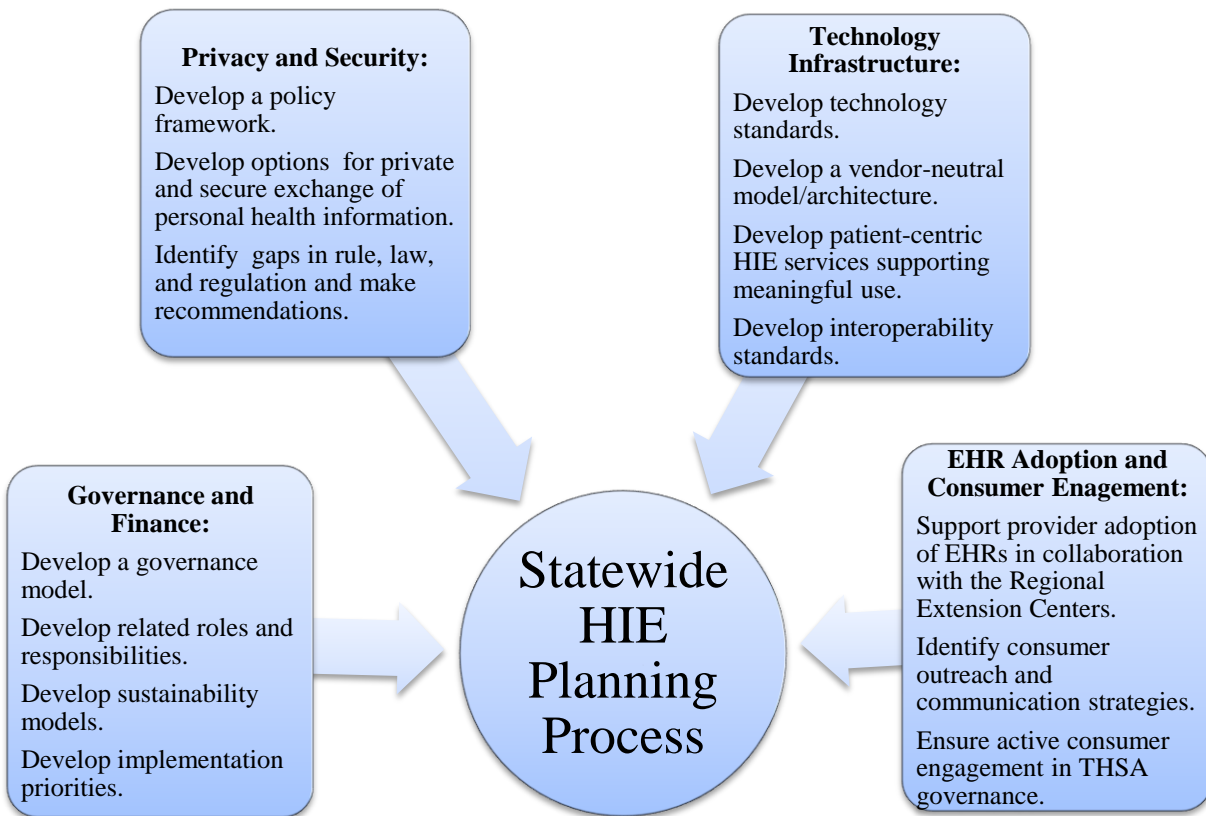 Privacy and Security:
Develop a policy
framework.
Develop options for private
and secure exchange of
personal health information.
Identify gaps in rule, law,
and regulation and make
recommendations.
Technology
Infrastructure:
Develop technology
standards.
Develop a vendor-neutral
model/architecture.
Develop patient-centric
HIE services supporting
meaningful use.
Develop interoperability
standards.
Governance and
Finance:
Develop a governance
model.
Develop related roles and
responsibilities.
Develop sustainability
models.
Develop implementation
priorities.
Statewide
HIE
Planning
Process
EHR Adoption and
Consumer Enagement:
Support provider adoption
of EHRs in collaboration
with the Regional
Extension Centers.
Identify consumer
outreach and
communication strategies.
Ensure active consumer
engagement in THSA
governance.